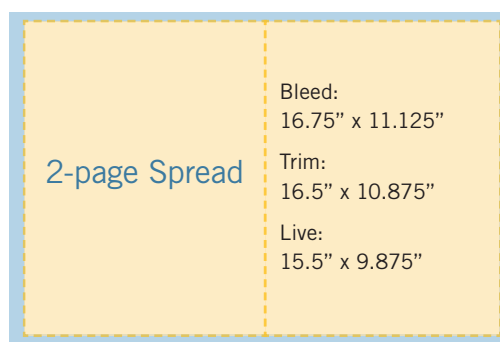 2-page Spread
Bleed:
16.75” x 11.125”
Trim:
16.5” x 10.875”
Live:
15.5” x 9.875”